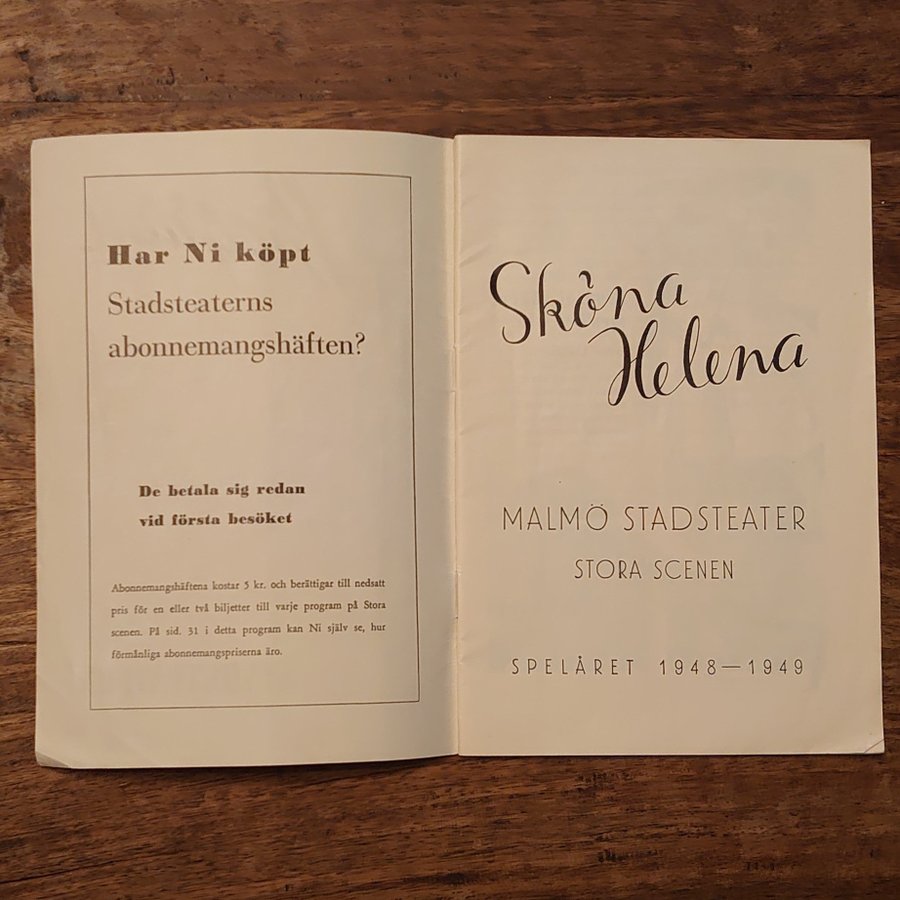 Har Ni köpt
Stadsteaterns
abonnemangshäften?
De betala sig redan
vid första besöket
Abonnemangshäftena kostar 5 kr. och berättigar till nedsatt
pris för en eller två biljetter till varje program på Stora
scenen. På sid. 31 i detta program kan Ni själv se, hur
förmånliga abonnemangspriserna äro.
Sköna
Helena
MALMÖ STADSTEATER
STORA SCENEN
SPELÅRET 1948—1949